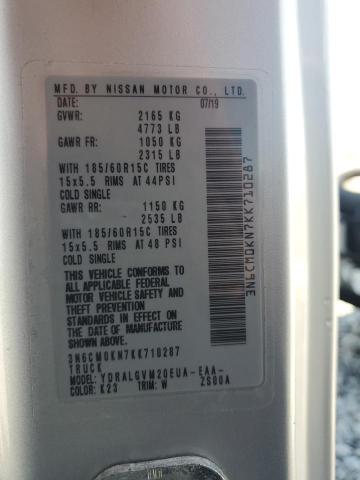 MFD. BY NISSAN MOTOR CO., LTD.
DATE: 07/19
GVWR: 2165 KG
4773 LB
GAWR FR: 1050 KG
2315 LB
WITH 185/60R15C TIRES
15x5.5 RIMS AT 44PSI
COLD SINGLE
GAWR RR: 1150 KG
2535 LB
WITH 185/60R15C TIRES
15x5.5 RIMS AT 48 PSI
COLD SINGLE
THIS VEHICLE CONFORMS TO
ALL APPLICABLE FEDERAL
MOTOR VEHICLE SAFETY AND
THEFT PREVENTION
STANDARDS IN EFFECT ON
THE DATE OF MANUFACTURE
SHOWN ABOVE.
3N6CM0KN7KK710287
TRUCK
MODEL: YDRALGVM20EUA-EAA-
COLOR: K23 TRIM: W 2S00A
3N6CM0KN7KK710287